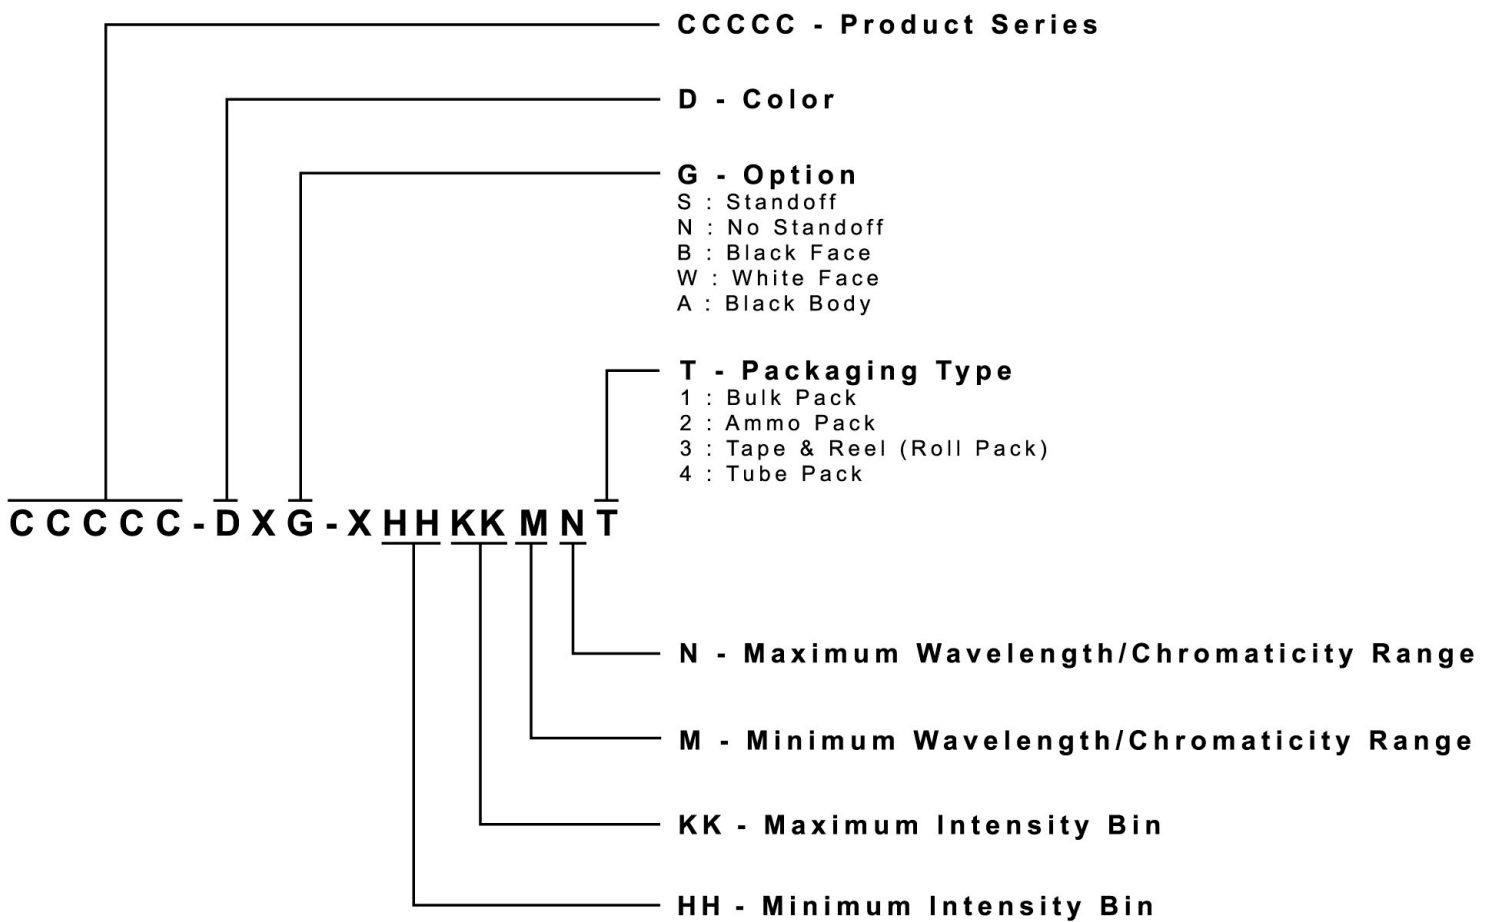 CCCCC - Product Series
D - Color
G - Option
S : Standoff
N : No Standoff
B : Black Face
W : White Face
A : Black Body
T - Packaging Type
1 : Bulk Pack
2 : Ammo Pack
3 : Tape & Reel (Roll Pack)
4 : Tube Pack
CCCCC-DXG-XHHKKMNT
N - Maximum Wavelength/Chromaticity Range
M - Minimum Wavelength/Chromaticity Range
KK - Maximum Intensity Bin
HH - Minimum Intensity Bin